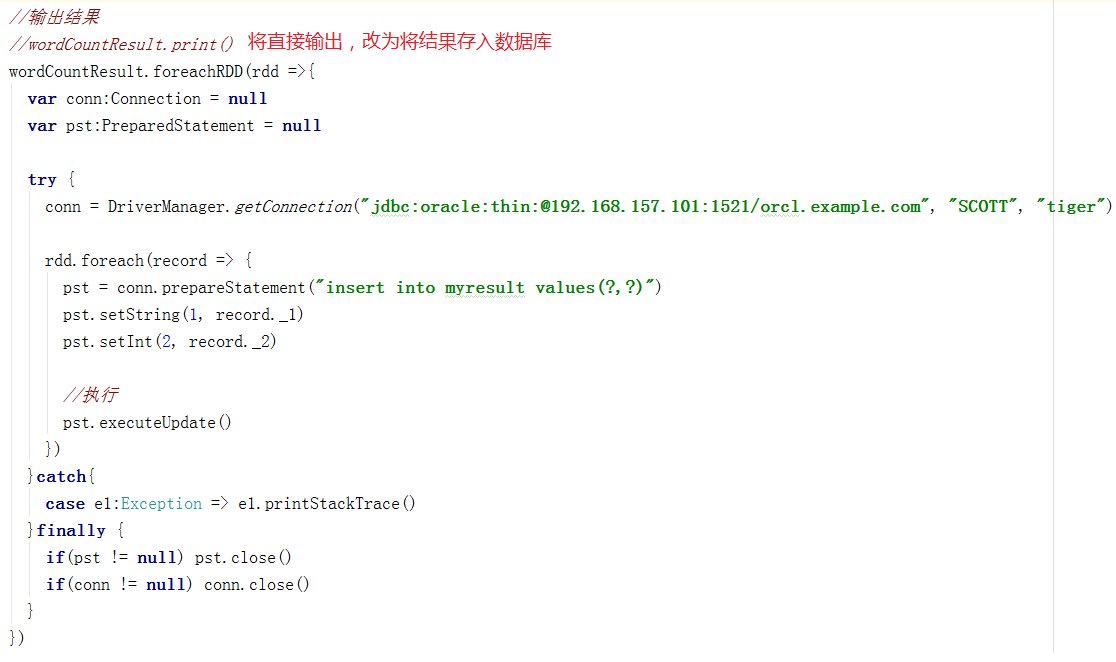 //输出结果
//wordCountResult.print() 将直接输出，改为将结果存入数据库
wordCountResult.foreachRDD(rdd =>{
  var conn:Connection = null
  var pst:PreparedStatement = null
  try {
    conn = DriverManager.getConnection("jdbc:oracle:thin:@192.168.157.101:1521/orcl.example.com", "SCOTT", "tiger")
    rdd.foreach(record => {
      pst = conn.prepareStatement("insert into myresult values(?,?)")
      pst.setString(1, record._1)
      pst.setInt(2, record._2)
      //执行
      pst.executeUpdate()
    })
  }catch{
    case e1:Exception => e1.printStackTrace()
  }finally {
    if(pst != null) pst.close()
    if(conn != null) conn.close()
  }
})